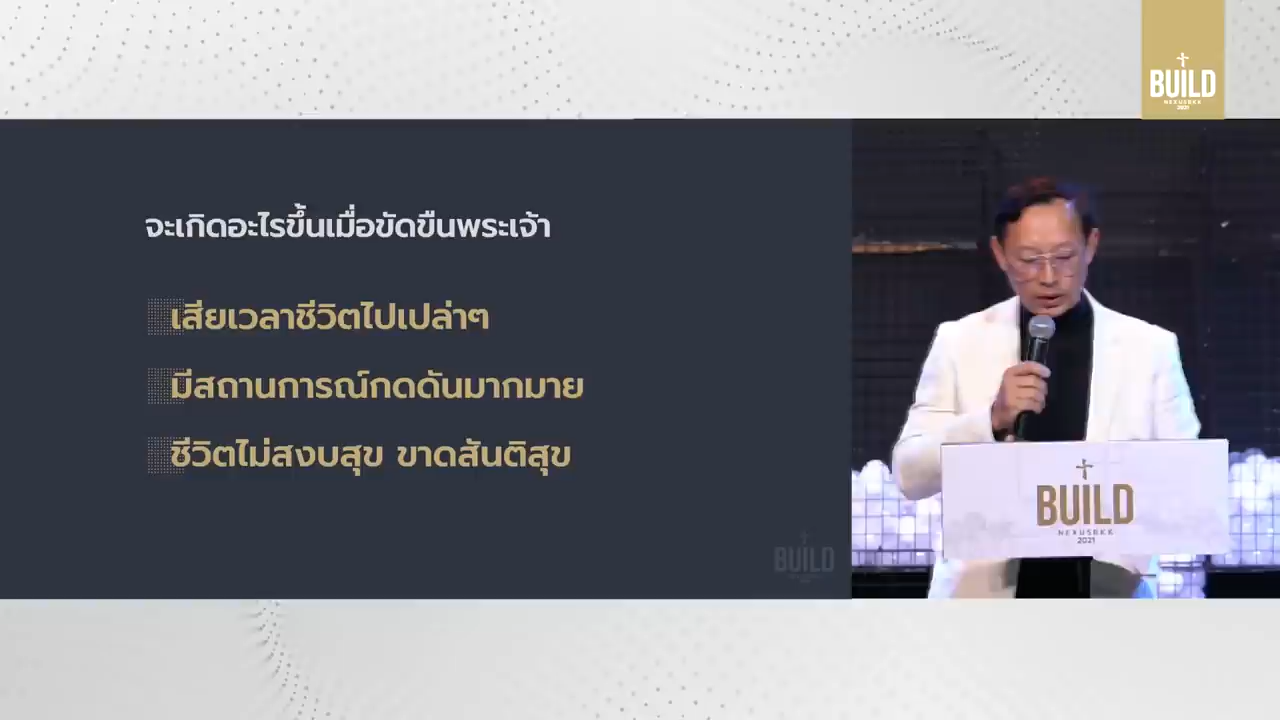 BUILD
NEXUSBKK
2021
จะเกิดอะไรขึ้นเมื่อขัดขืนพระเจ้า
เสียเวลาชีวิตไปเปล่าๆ
มีสถานการณ์กดดันมากมาย
ชีวิตไม่สงบสุข ขาดสันติสุข
BUILD
BUILD
NEXUSBKK
2021